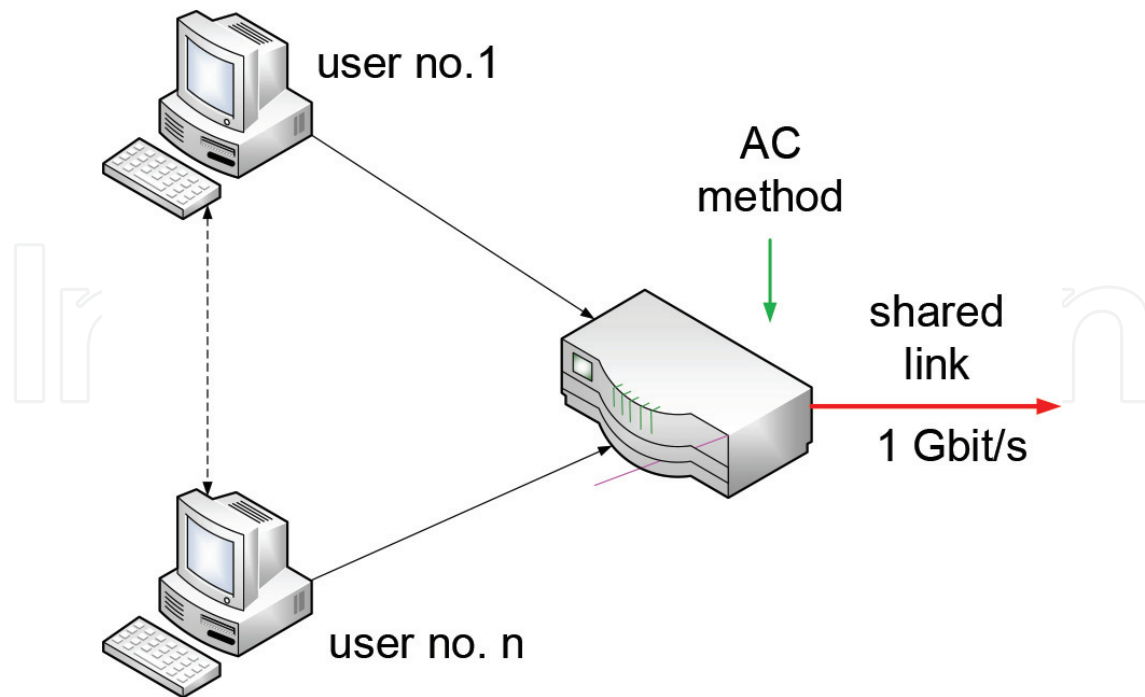 user no.1
AC
method
shared
link
1 Gbit/s
user no. n